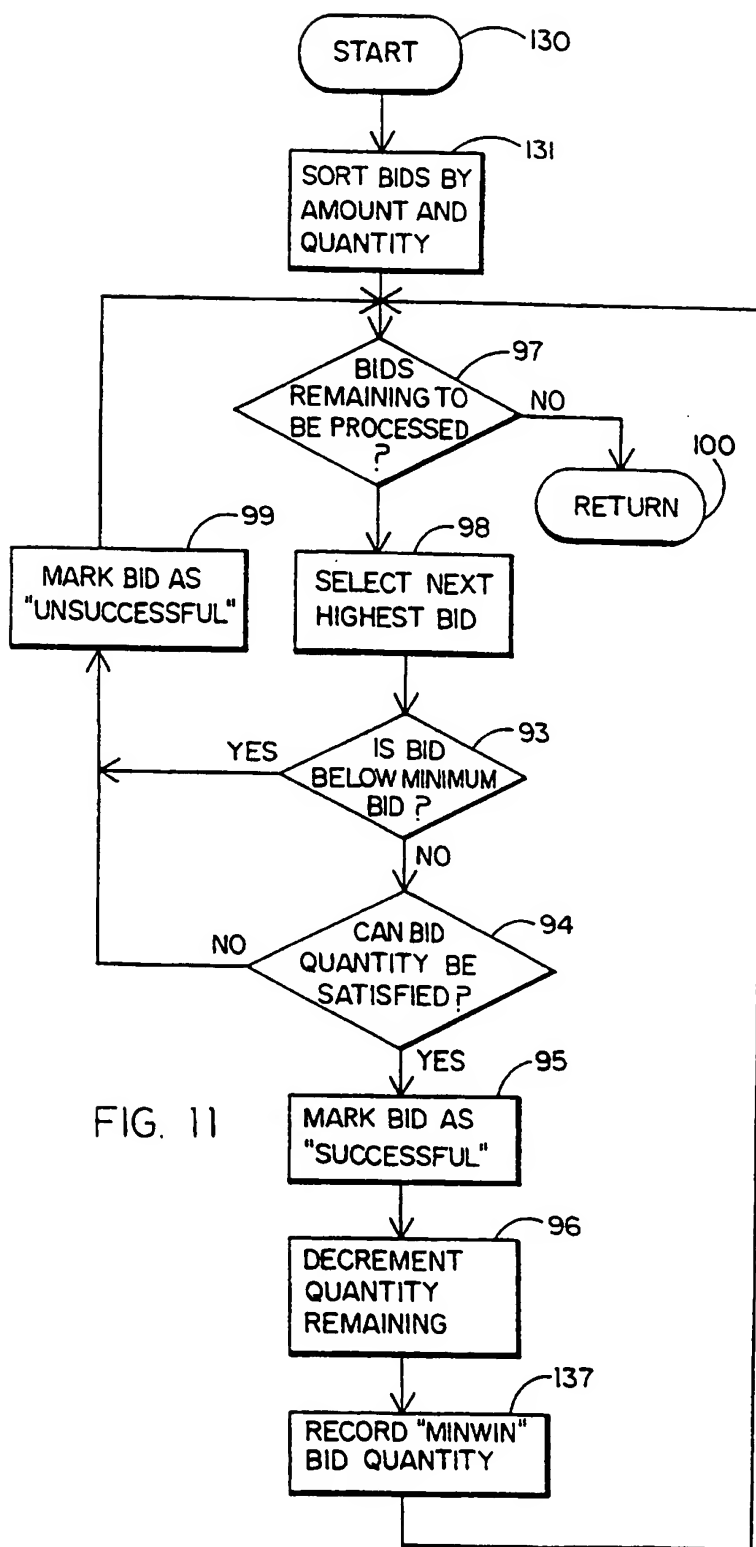 START
130
131
SORT BIDS BY
AMOUNT AND
QUANTITY
97
BIDS
REMAINING TO
BE PROCESSED
?
NO
100
RETURN
99
MARK BID AS
"UNSUCCESSFUL"
98
SELECT NEXT
HIGHEST BID
93
YES
IS BID
BELOW MINIMUM
BID ?
NO
94
NO
CAN BID
QUANTITY BE
SATISFIED?
YES
95
MARK BID AS
"SUCCESSFUL"
FIG. 11
96
DECREMENT
QUANTITY
REMAINING
137
RECORD "MINWIN"
BID QUANTITY